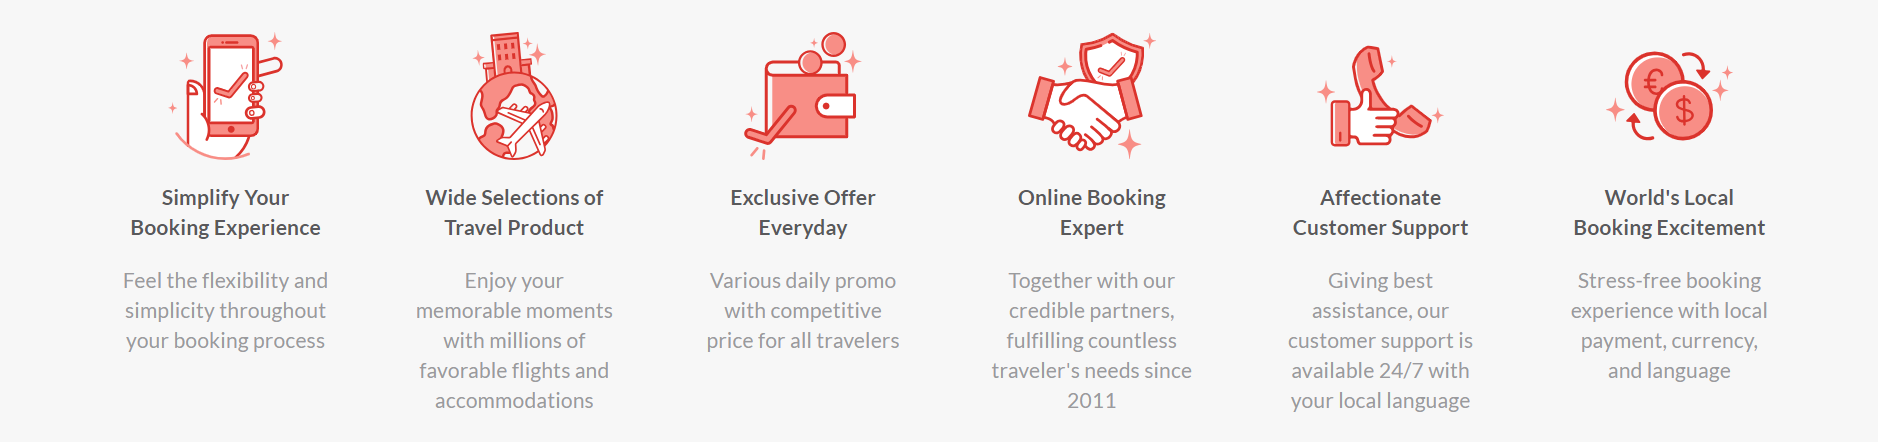 Simplify Your
Booking Experience
Feel the flexibility and
simplicity throughout
your booking process
Wide Selections of
Travel Product
Enjoy your
memorable moments
with millions of
favorable flights and
accommodations
Exclusive Offer
Everyday
Various daily promo
with competitive
price for all travelers
Online Booking
Expert
Together with our
credible partners,
fulfilling countless
traveler's needs since
2011
Affectionate
Customer Support
Giving best
assistance, our
customer support is
available 24/7 with
your local language
€
$
World's Local
Booking Excitement
Stress-free booking
experience with local
payment, currency,
and language